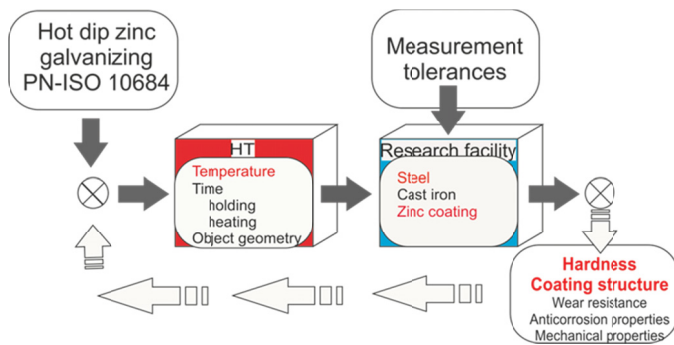 Hot dip zinc
galvanizing
PN-ISO 10684
Measurement
tolerances
HT
Temperature
Time
holding
heating
Object geometry
Research facility
Steel
Cast iron
Zinc coating
Hardness
Coating structure
Wear resistance
Anticorrosion properties
Mechanical properties